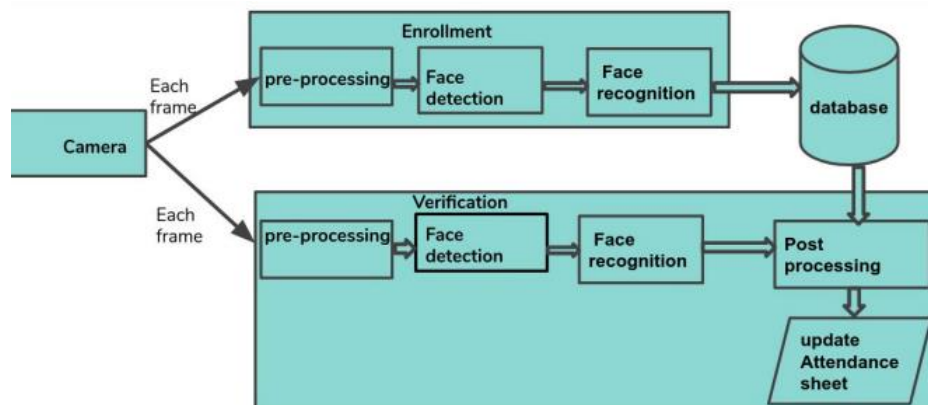 Enrollment
pre-processing
Face
detection
Face
recognition
database
Each
frame
Camera
Each
frame
Verification
pre-processing
Face
detection
Face
recognition
Post
processing
update
Attendance
sheet